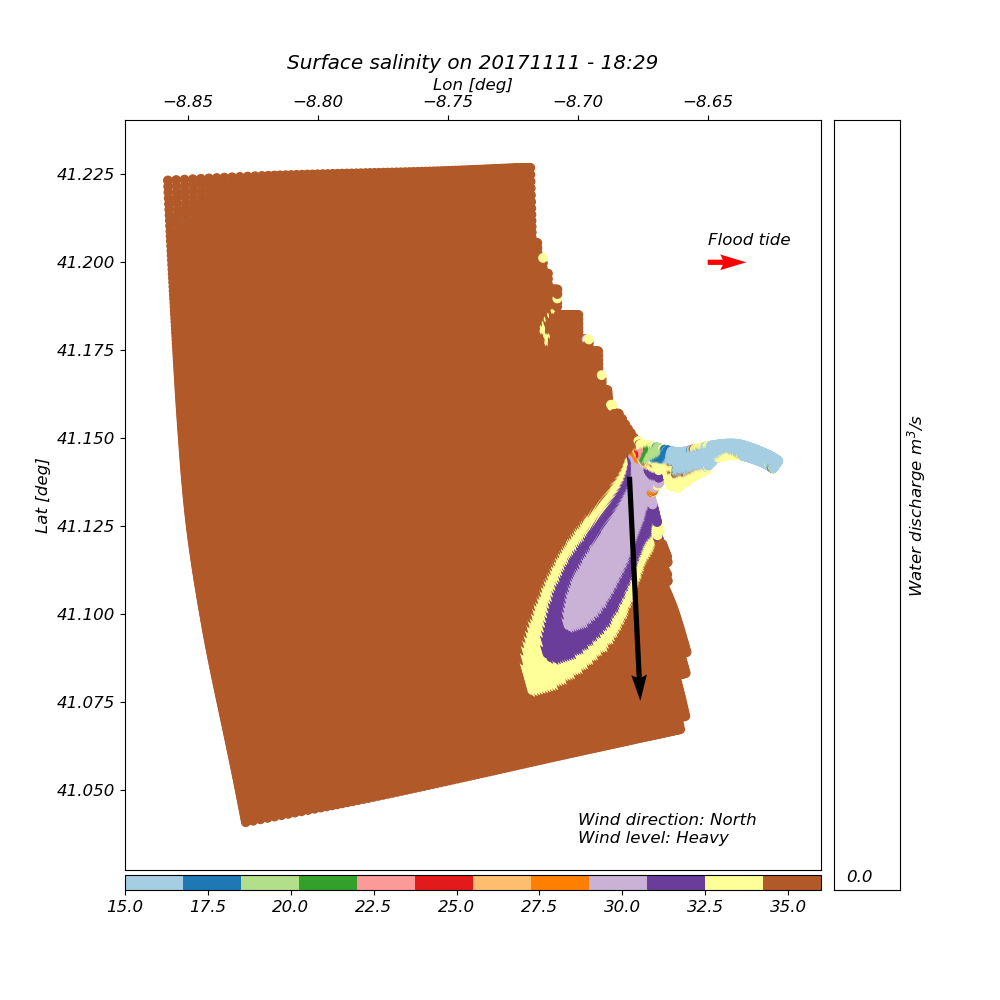 Surface salinity on 20171111 - 18:29
Lon [deg]
−8.85 −8.80 −8.75 −8.70 −8.65
41.225
41.200
41.175
41.150
41.125
41.100
41.075
41.050
Lat [deg]
Flood tide
Wind direction: North
Wind level: Heavy
Water discharge m³/s
0.0
15.0 17.5 20.0 22.5 25.0 27.5 30.0 32.5 35.0